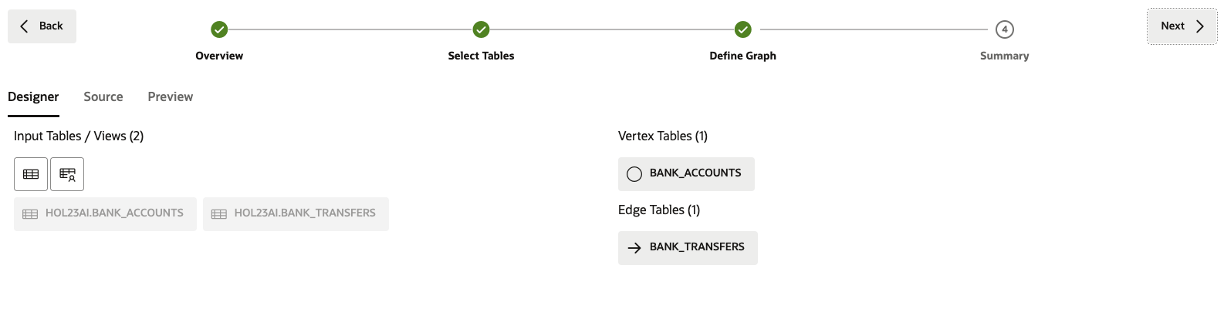 Back
Next
4
Overview
Select Tables
Define Graph
Summary
Designer
Source
Preview
Input Tables / Views (2)
Vertex Tables (1)
BANK_ACCOUNTS
HOL23AI.BANK_ACCOUNTS
HOL23AI.BANK_TRANSFERS
Edge Tables (1)
BANK_TRANSFERS